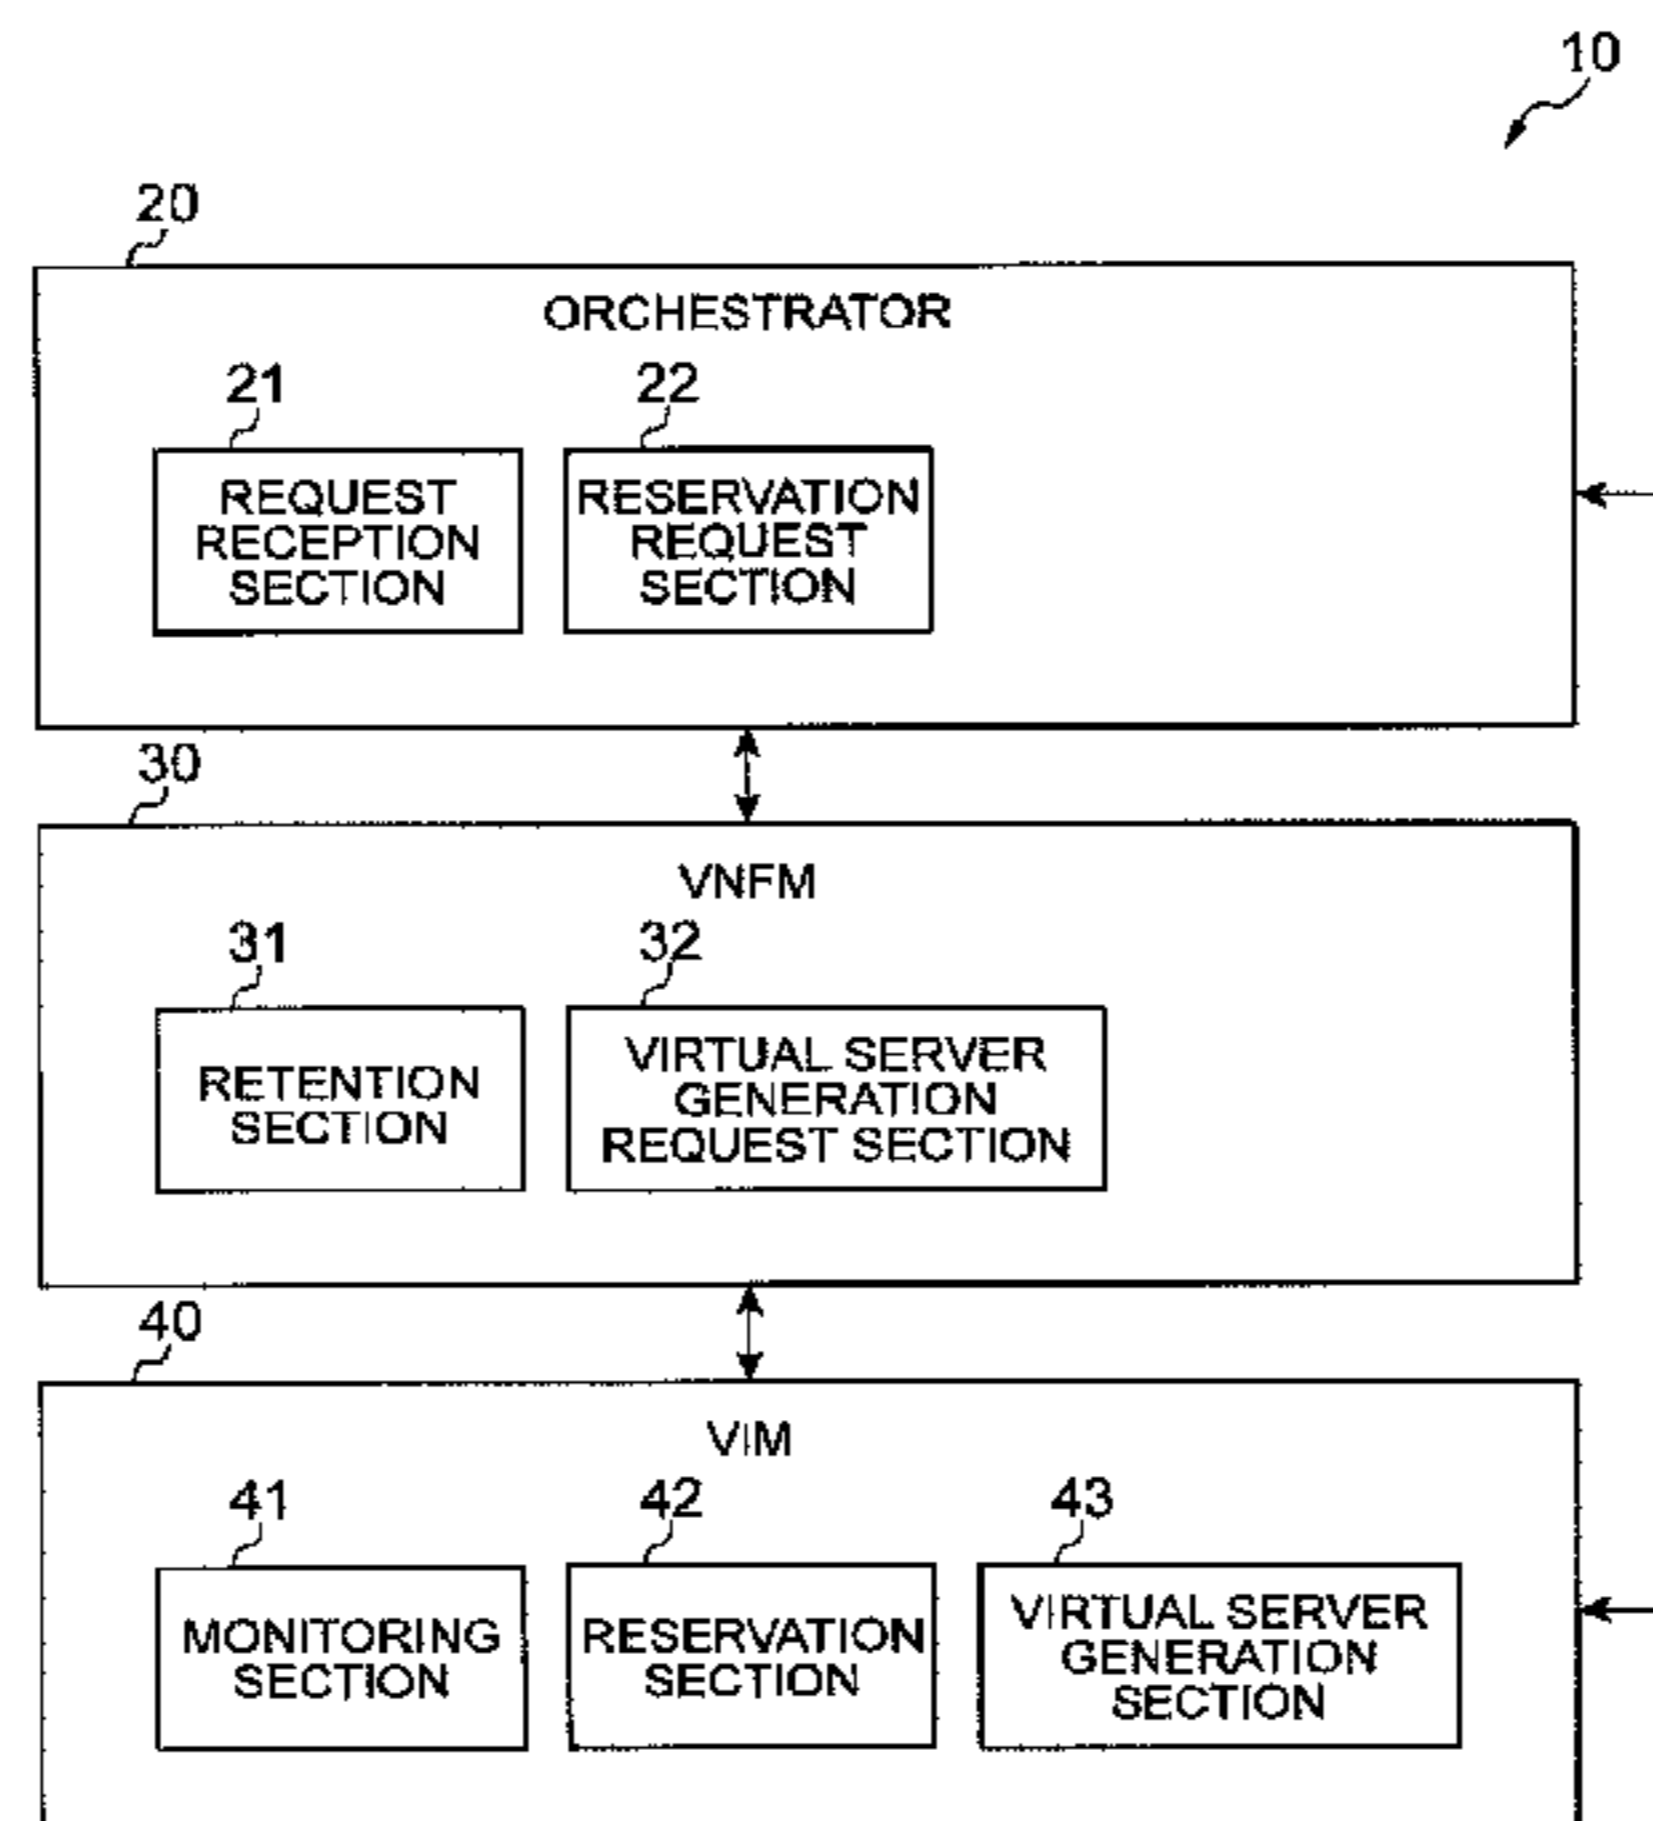 10
20
ORCHESTRATOR
21
22
REQUEST
RECEPTION
SECTION
RESERVATION
REQUEST
SECTION
30
VNFM
31
32
RETENTION
SECTION
VIRTUAL SERVER
GENERATION
REQUEST SECTION
40
VIM
41
42
43
MONITORING
SECTION
RESERVATION
SECTION
VIRTUAL SERVER
GENERATION
SECTION